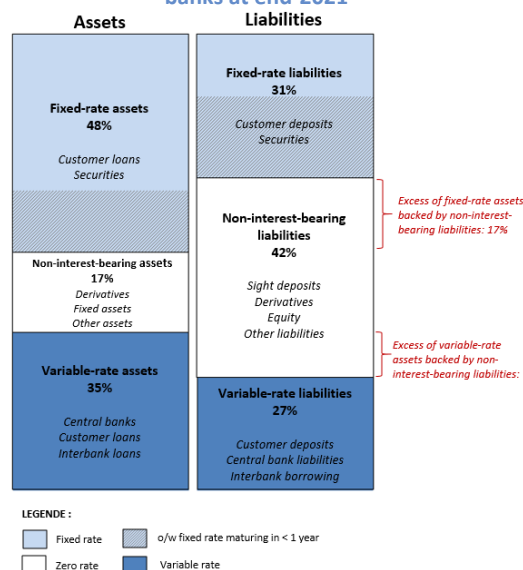 banks at end-2021
Assets
Liabilities
Fixed-rate assets
48%
Customer loans
Securities
Non-interest-bearing assets
17%
Derivatives
Fixed assets
Other assets
Variable-rate assets
35%
Central banks
Customer loans
Interbank loans
Fixed-rate liabilities
31%
Customer deposits
Securities
Non-interest-bearing
liabilities
42%
Sight deposits
Derivatives
Equity
Other liabilities
Variable-rate liabilities
27%
Customer deposits
Central bank liabilities
Interbank borrowing
Excess of fixed-rate assets
backed by non-interest-
bearing liabilities: 17%
Excess of variable-rate
assets backed by non-
interest-bearing liabilities:
LEGENDE :
Fixed rate
o/w fixed rate maturing in < 1 year
Zero rate
Variable rate